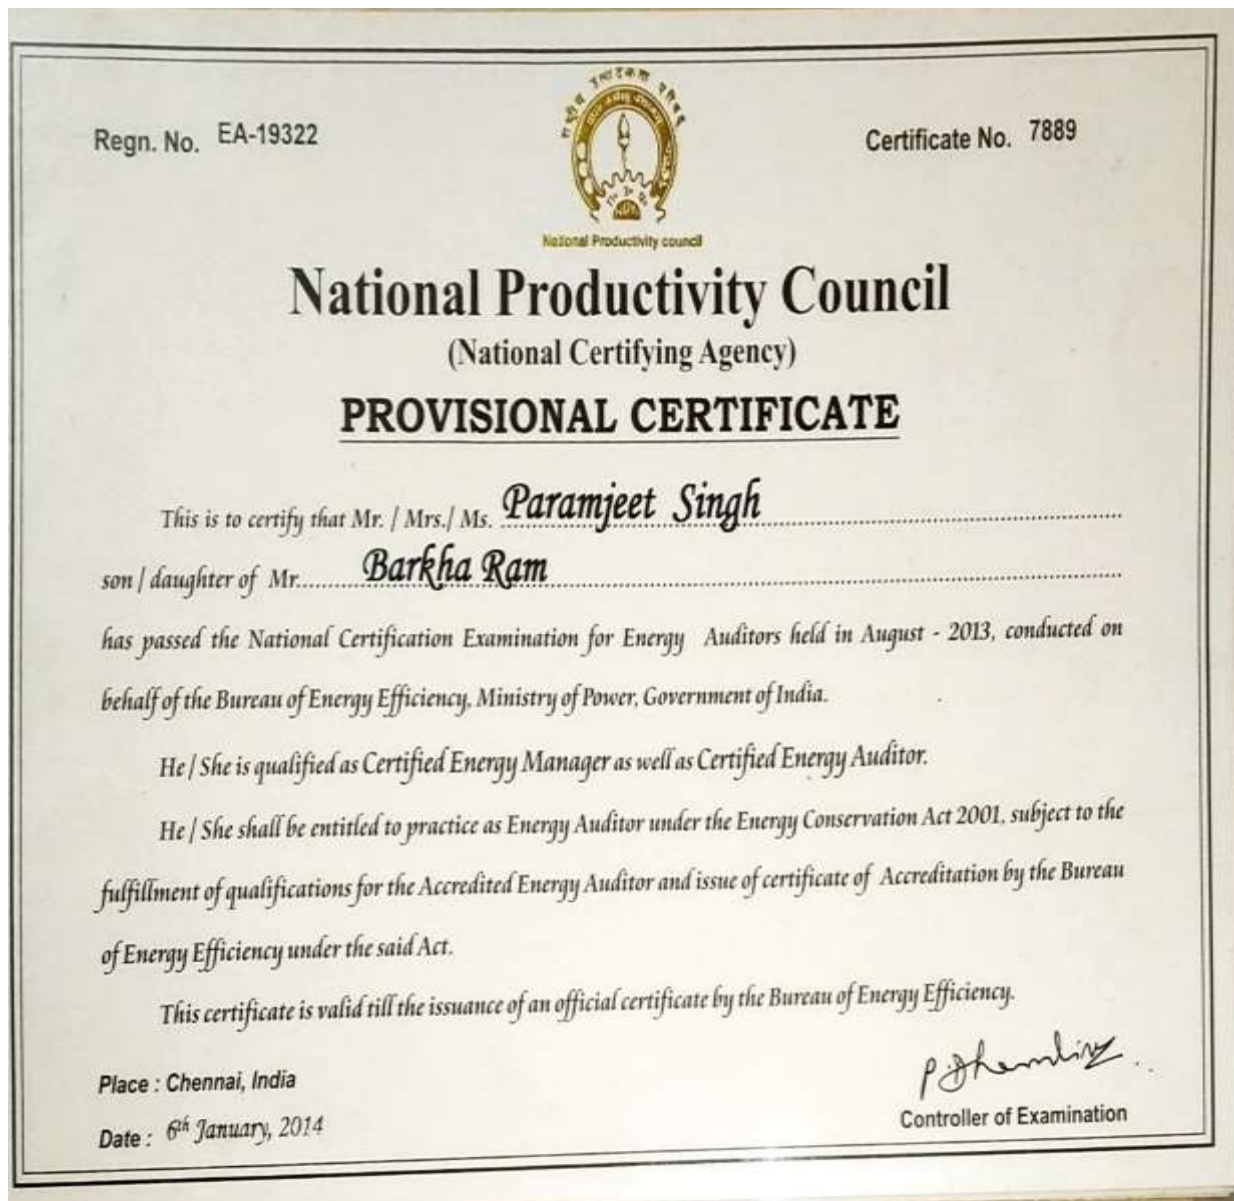 Regn. No. EA-19322
Certificate No. 7889
राष्ट्रीय उत्पादकता परिषद्
National Productivity council
National Productivity Council
(National Certifying Agency)
PROVISIONAL CERTIFICATE
This is to certify that Mr. / Mrs./ Ms. Paramjeet Singh
son / daughter of Mr. Barkha Ram
has passed the National Certification Examination for Energy Auditors held in August - 2013, conducted on
behalf of the Bureau of Energy Efficiency, Ministry of Power, Government of India.
He / She is qualified as Certified Energy Manager as well as Certified Energy Auditor.
He / She shall be entitled to practice as Energy Auditor under the Energy Conservation Act 2001, subject to the
fulfillment of qualifications for the Accredited Energy Auditor and issue of certificate of Accreditation by the Bureau
of Energy Efficiency under the said Act.
This certificate is valid till the issuance of an official certificate by the Bureau of Energy Efficiency.
Place : Chennai, India
Date : 6th January, 2014
Controller of Examination